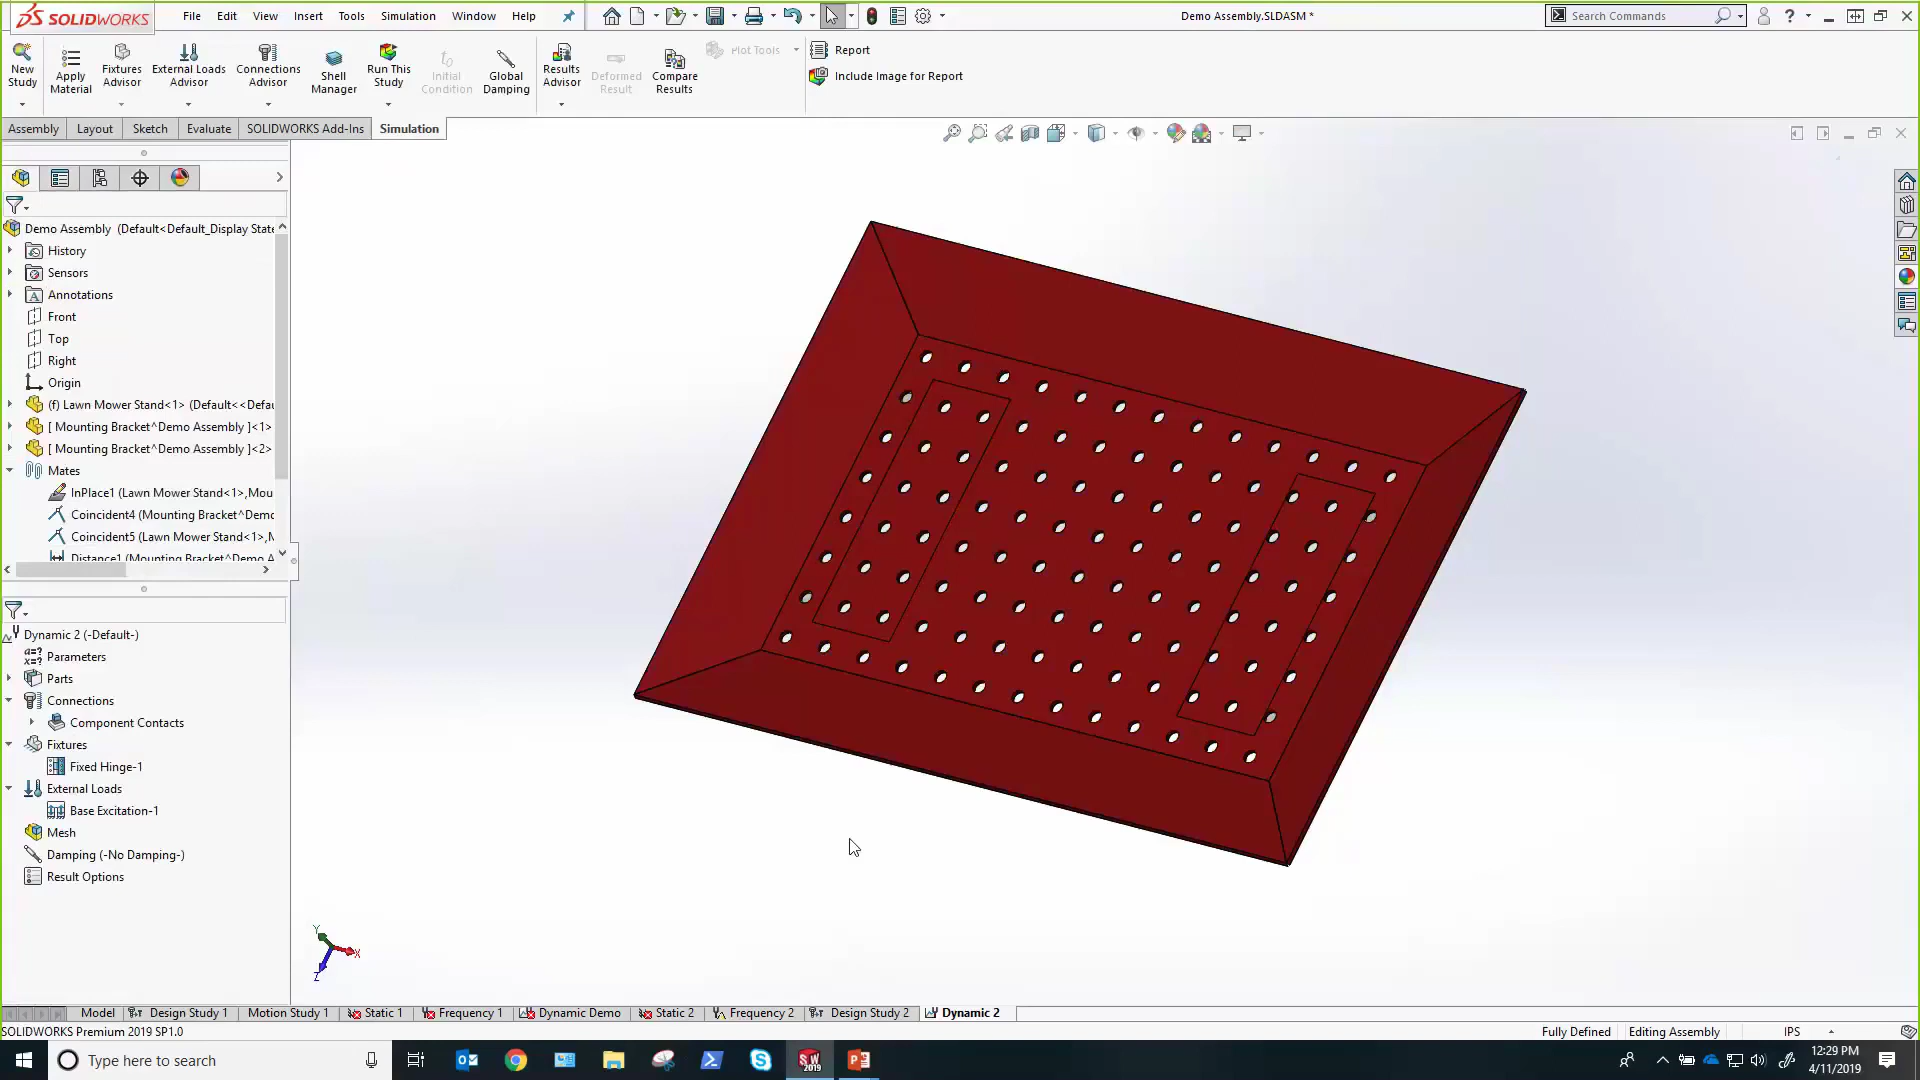 SOLIDWORKS File Edit View Insert Tools Simulation Window Help Demo Assembly.SLDASM * Search Commands
New Study
Apply Material
Fixtures Advisor
External Loads Advisor
Connections Advisor
Shell Manager
Run This Study
Initial Condition
Global Damping
Results Advisor
Deformed Result
Compare Results
Plot Tools
Report
Include Image for Report
Assembly Layout Sketch Evaluate SOLIDWORKS Add-Ins Simulation
Demo Assembly (Default<Default_Display State
History
Sensors
Annotations
Front
Top
Right
Origin
(f) Lawn Mower Stand<1> (Default<<Defau
[ Mounting Bracket^Demo Assembly ]<1>
[ Mounting Bracket^Demo Assembly ]<2>
Mates
InPlace1 (Lawn Mower Stand<1>,Mou
Coincident4 (Mounting Bracket^Demo
Coincident5 (Lawn Mower Stand<1>,M
Distance1 (Mounting Bracket^Demo A
Dynamic 2 (-Default-)
Parameters
Parts
Connections
Component Contacts
Fixtures
Fixed Hinge-1
External Loads
Base Excitation-1
Mesh
Damping (-No Damping-)
Result Options
Y
X
Z
Model Design Study 1 Motion Study 1 Static 1 Frequency 1 Dynamic Demo Static 2 Frequency 2 Design Study 2 Dynamic 2
SOLIDWORKS Premium 2019 SP1.0 Fully Defined Editing Assembly IPS
Type here to search
12:29 PM
4/11/2019